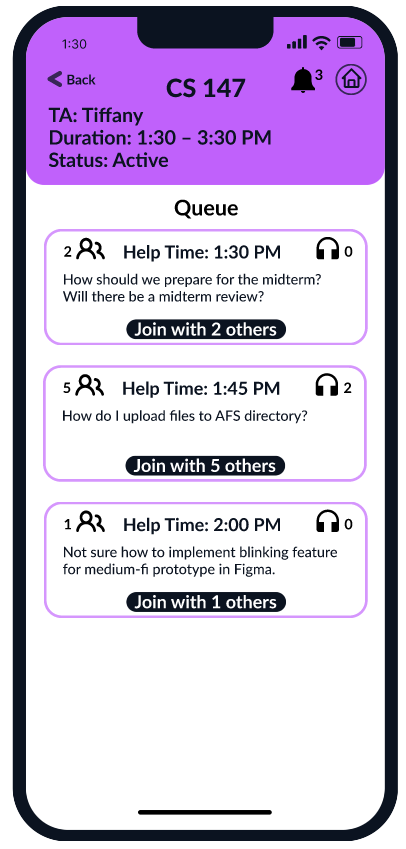 1:30
Back
CS 147
3
TA: Tiffany
Duration: 1:30 – 3:30 PM
Status: Active
Queue
2 Help Time: 1:30 PM 0
How should we prepare for the midterm?
Will there be a midterm review?
Join with 2 others
5 Help Time: 1:45 PM 2
How do I upload files to AFS directory?
Join with 5 others
1 Help Time: 2:00 PM 0
Not sure how to implement blinking feature
for medium-fi prototype in Figma.
Join with 1 others